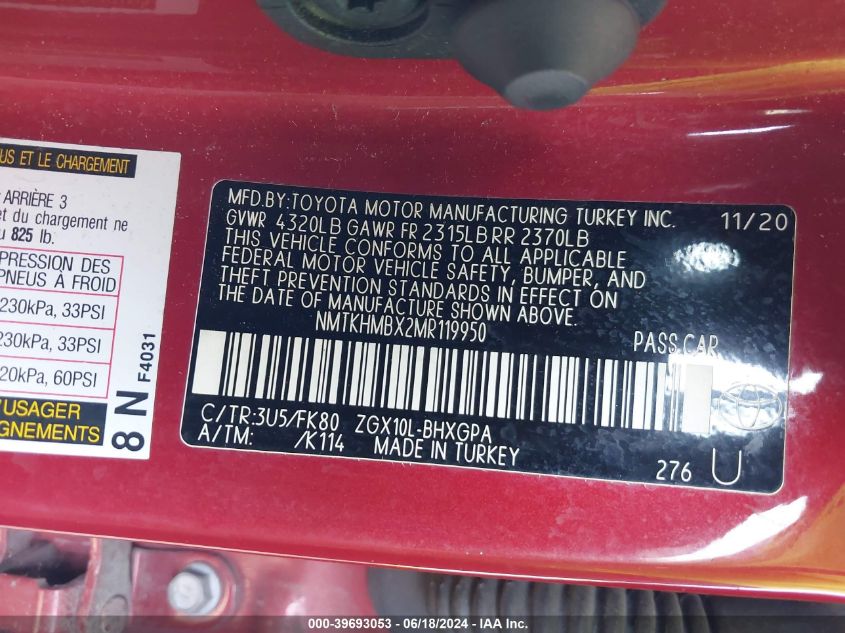 US ET LE CHARGEMENT
ARRIÈRE 3
et du chargement ne
825 lb.
PRESSION DES
PNEUS À FROID
230kPa, 33PSI
230kPa, 33PSI
20kPa, 60PSI
'USAGER
GNEMENTS
8 N
F4031
MFD.BY:TOYOTA MOTOR MANUFACTURING TURKEY INC. 11/20
GVWR 4320LB GAWR FR 2315LB RR 2370LB
THIS VEHICLE CONFORMS TO ALL APPLICABLE
FEDERAL MOTOR VEHICLE SAFETY, BUMPER, AND
THEFT PREVENTION STANDARDS IN EFFECT ON
THE DATE OF MANUFACTURE SHOWN ABOVE.
NMTKHMBX2MR119950 PASS.CAR
C/TR:3U5/FK80 ZGX10L-BHXGPA
A/TM: /K114 MADE IN TURKEY
276 U
000-39693053 - 06/18/2024 - IAA Inc.